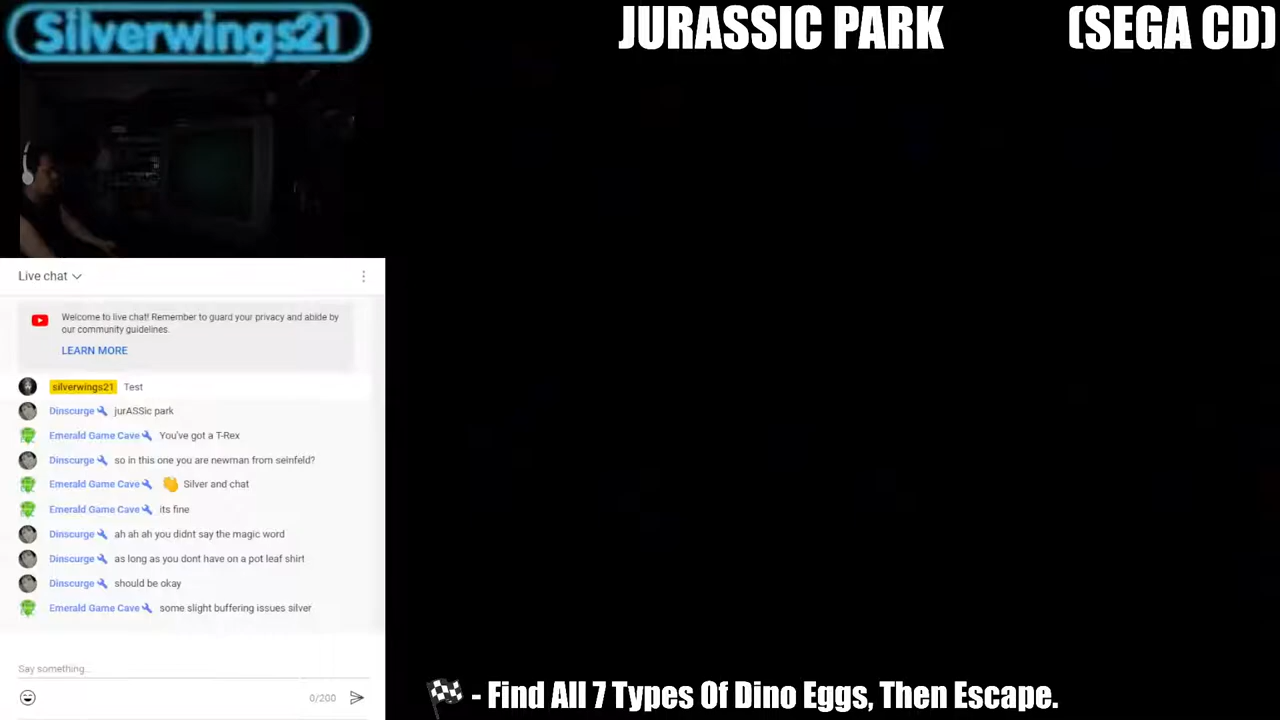 Silverwings21
JURASSIC PARK (SEGA CD)
Live chat
Welcome to live chat! Remember to guard your privacy and abide by
our community guidelines.
LEARN MORE
silverwings21 Test
Dinscurge jurASSic park
Emerald Game Cave You've got a T-Rex
Dinscurge so in this one you are newman from seinfeld?
Emerald Game Cave Silver and chat
Emerald Game Cave its fine
Dinscurge ah ah ah you didnt say the magic word
Dinscurge as long as you dont have on a pot leaf shirt
Dinscurge should be okay
Emerald Game Cave some slight buffering issues silver
Say something...
0/200
- Find All 7 Types Of Dino Eggs, Then Escape.